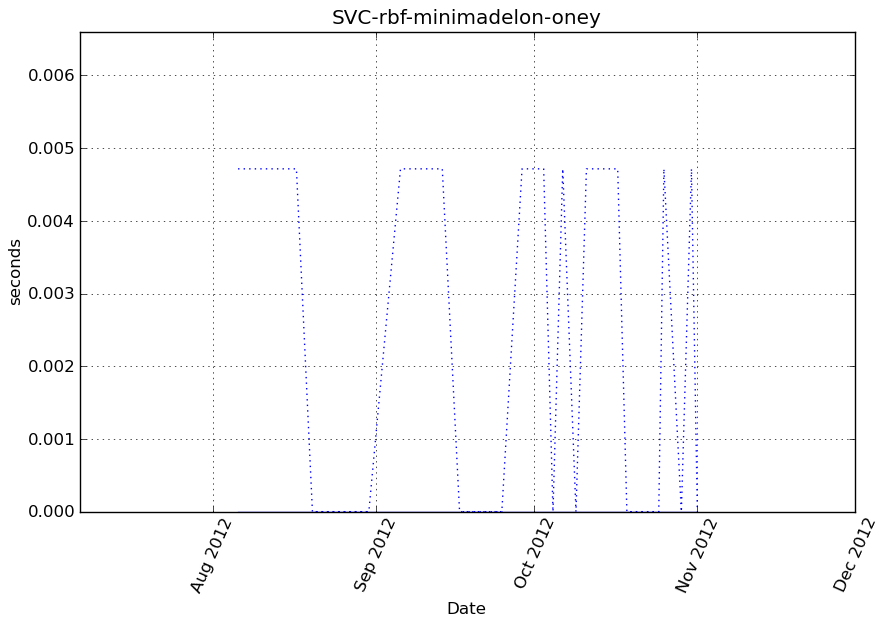 SVC-rbf-minimadelon-oney
0.006
0.005
0.004
0.003
0.002
0.001
0.000
seconds
Aug 2012
Sep 2012
Oct 2012
Nov 2012
Dec 2012
Date